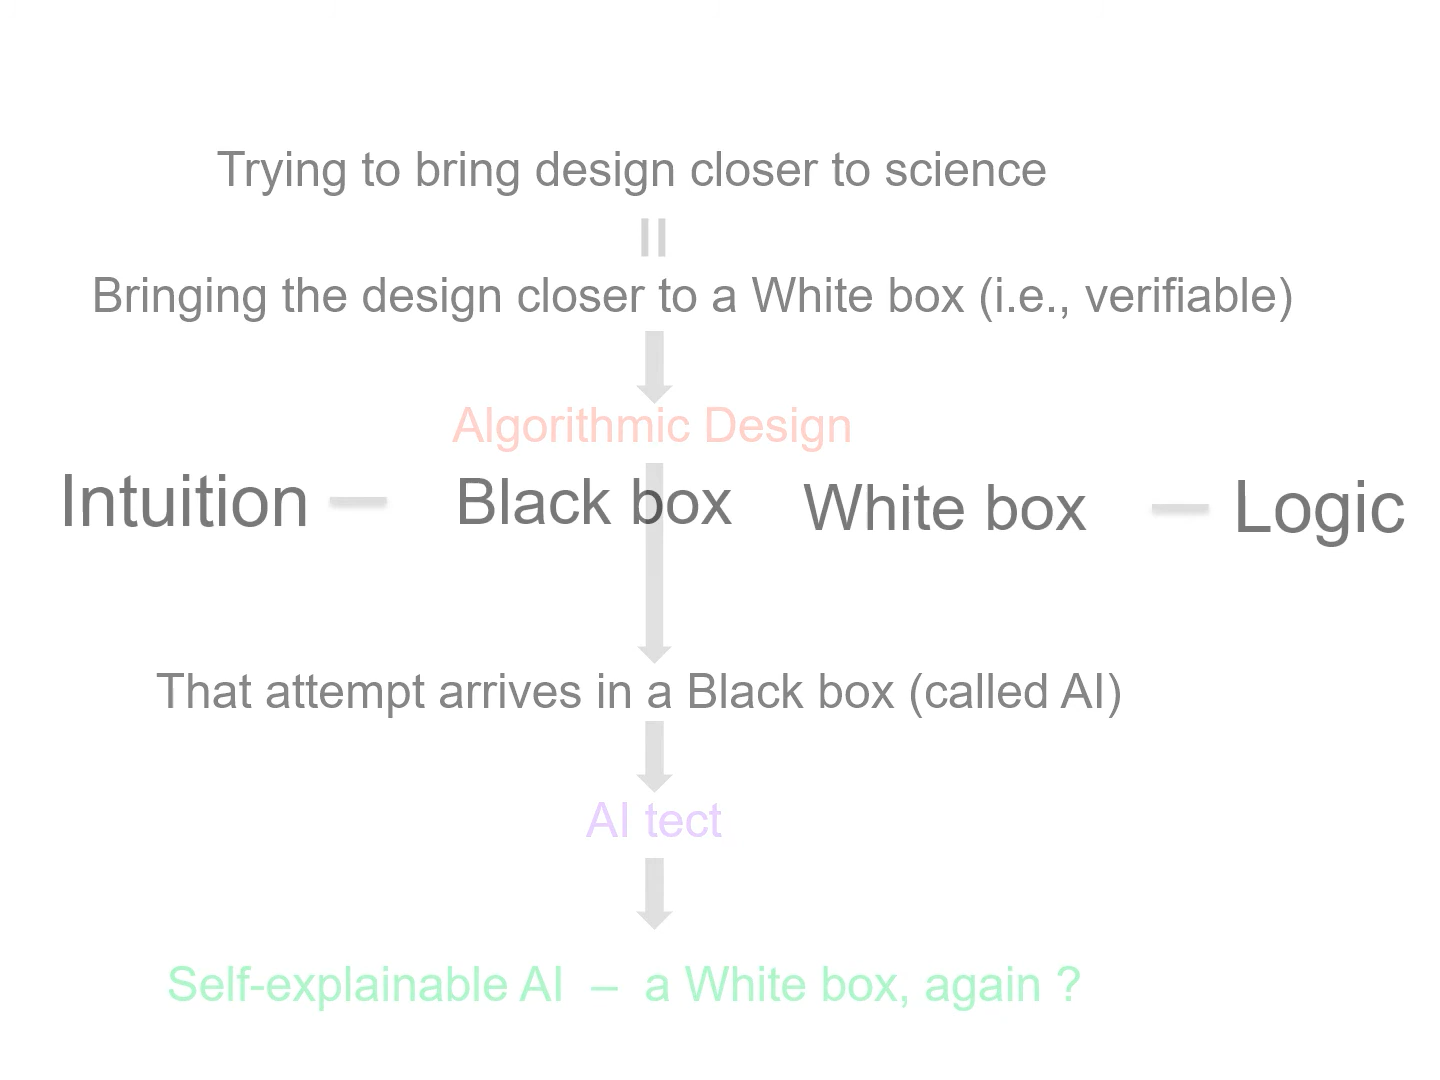 Trying to bring design closer to science
Bringing the design closer to a White box (i.e., verifiable)
Algorithmic Design
Intuition – Black box White box – Logic
That attempt arrives in a Black box (called AI)
AI tect
Self-explainable AI – a White box, again ?